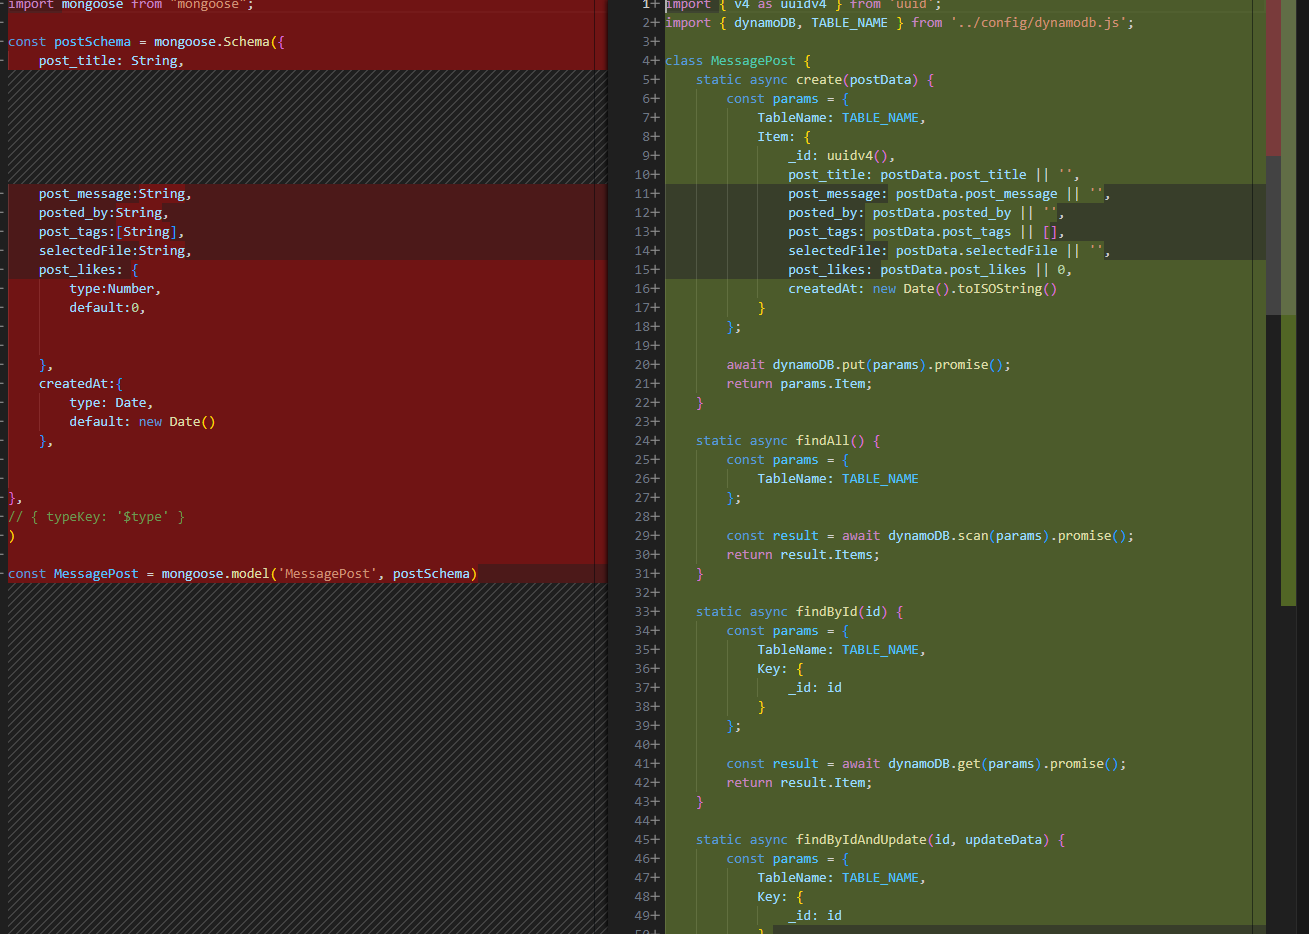 import mongoose from "mongoose";
const postSchema = mongoose.Schema({
post_title: String,
post_message:String,
posted_by:String,
post_tags:[String],
selectedFile:String,
post_likes: {
type:Number,
default:0,
},
createdAt:{
type: Date,
default: new Date()
},
},
// { typeKey: '$type' }
)
const MessagePost = mongoose.model('MessagePost', postSchema)
1+ import { v4 as uuidv4 } from 'uuid';
2+ import { dynamoDB, TABLE_NAME } from '../config/dynamodb.js';
3+
4+ class MessagePost {
5+ static async create(postData) {
6+ const params = {
7+ TableName: TABLE_NAME,
8+ Item: {
9+ _id: uuidv4(),
10+ post_title: postData.post_title || '',
11+ post_message: postData.post_message || '',
12+ posted_by: postData.posted_by || '',
13+ post_tags: postData.post_tags || [],
14+ selectedFile: postData.selectedFile || '',
15+ post_likes: postData.post_likes || 0,
16+ createdAt: new Date().toISOString()
17+ }
18+ };
19+
20+ await dynamoDB.put(params).promise();
21+ return params.Item;
22+ }
23+
24+ static async findAll() {
25+ const params = {
26+ TableName: TABLE_NAME
27+ };
28+
29+ const result = await dynamoDB.scan(params).promise();
30+ return result.Items;
31+ }
32+
33+ static async findById(id) {
34+ const params = {
35+ TableName: TABLE_NAME,
36+ Key: {
37+ _id: id
38+ }
39+ };
40+
41+ const result = await dynamoDB.get(params).promise();
42+ return result.Item;
43+ }
44+
45+ static async findByIdAndUpdate(id, updateData) {
46+ const params = {
47+ TableName: TABLE_NAME,
48+ Key: {
49+ _id: id
50+ }